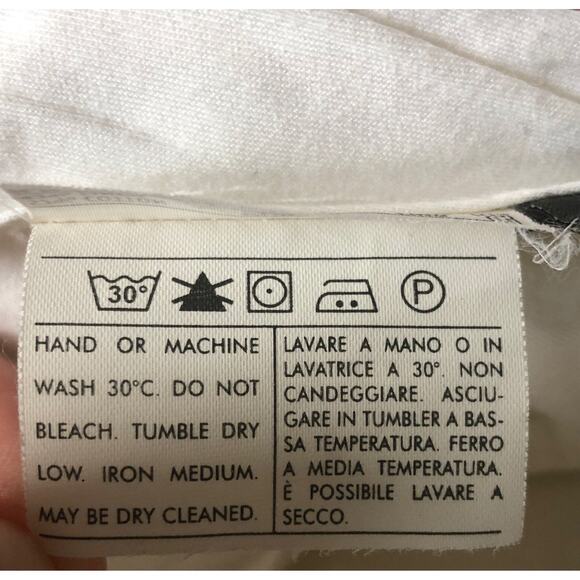 COTTON
30°
P
HAND OR MACHINE
WASH 30°C. DO NOT
BLEACH. TUMBLE DRY
LOW. IRON MEDIUM.
MAY BE DRY CLEANED.
LAVARE A MANO O IN
LAVATRICE A 30°. NON
CANDEGGIARE. ASCIU-
GARE IN TUMBLER A BAS-
SA TEMPERATURA. FERRO
A MEDIA TEMPERATURA.
È POSSIBILE LAVARE A
SECCO.